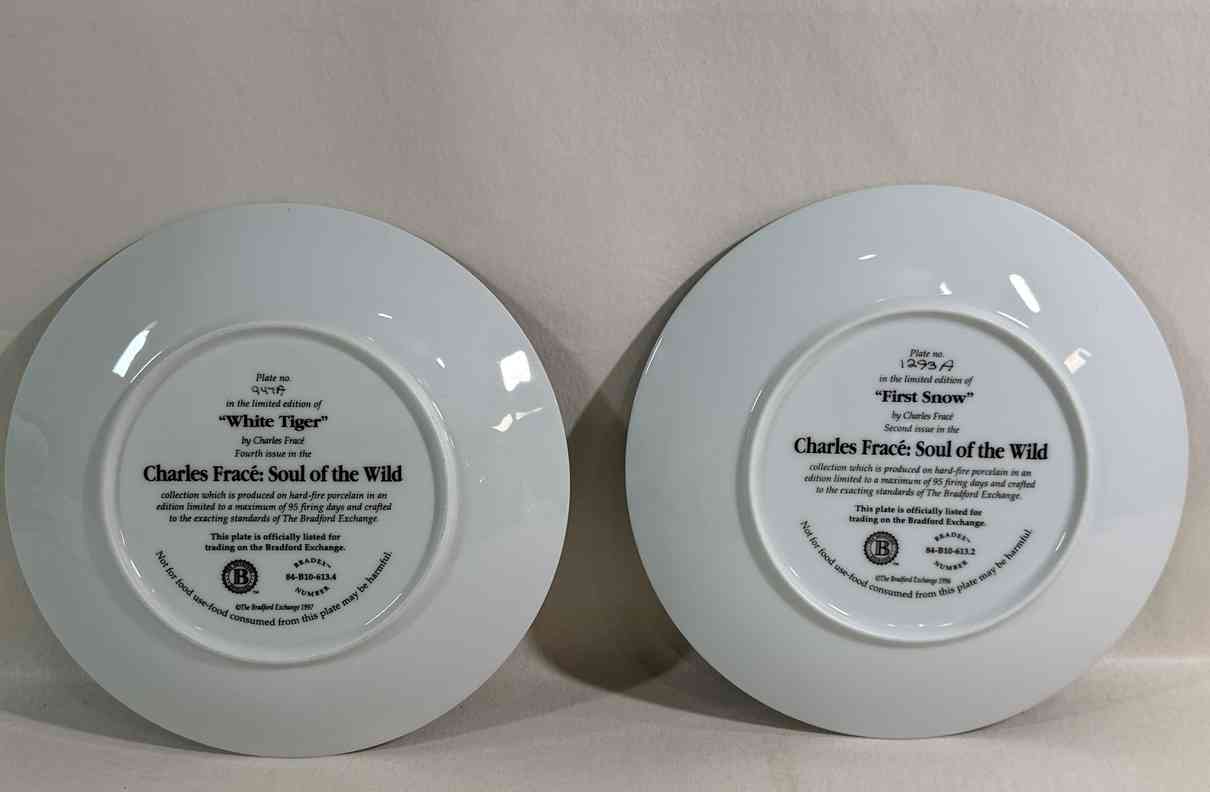 Plate no.
947A
in the limited edition of
“White Tiger”
by Charles Fracé
Fourth issue in the
Charles Fracé: Soul of the Wild
collection which is produced on hard-fire porcelain in an
edition limited to a maximum of 95 firing days and crafted
to the exacting standards of The Bradford Exchange.
This plate is officially listed for
trading on the Bradford Exchange.
B
™
BRADEX™
84-B10-613.4
NUMBER
©The Bradford Exchange 1997
Not for food use-food consumed from this plate may be harmful.
Plate no.
1293A
in the limited edition of
“First Snow”
by Charles Fracé
Second issue in the
Charles Fracé: Soul of the Wild
collection which is produced on hard-fire porcelain in an
edition limited to a maximum of 95 firing days and crafted
to the exacting standards of The Bradford Exchange.
This plate is officially listed for
trading on the Bradford Exchange.
B
™
BRADEX™
84-B10-613.2
NUMBER
©The Bradford Exchange 1996
Not for food use-food consumed from this plate may be harmful.